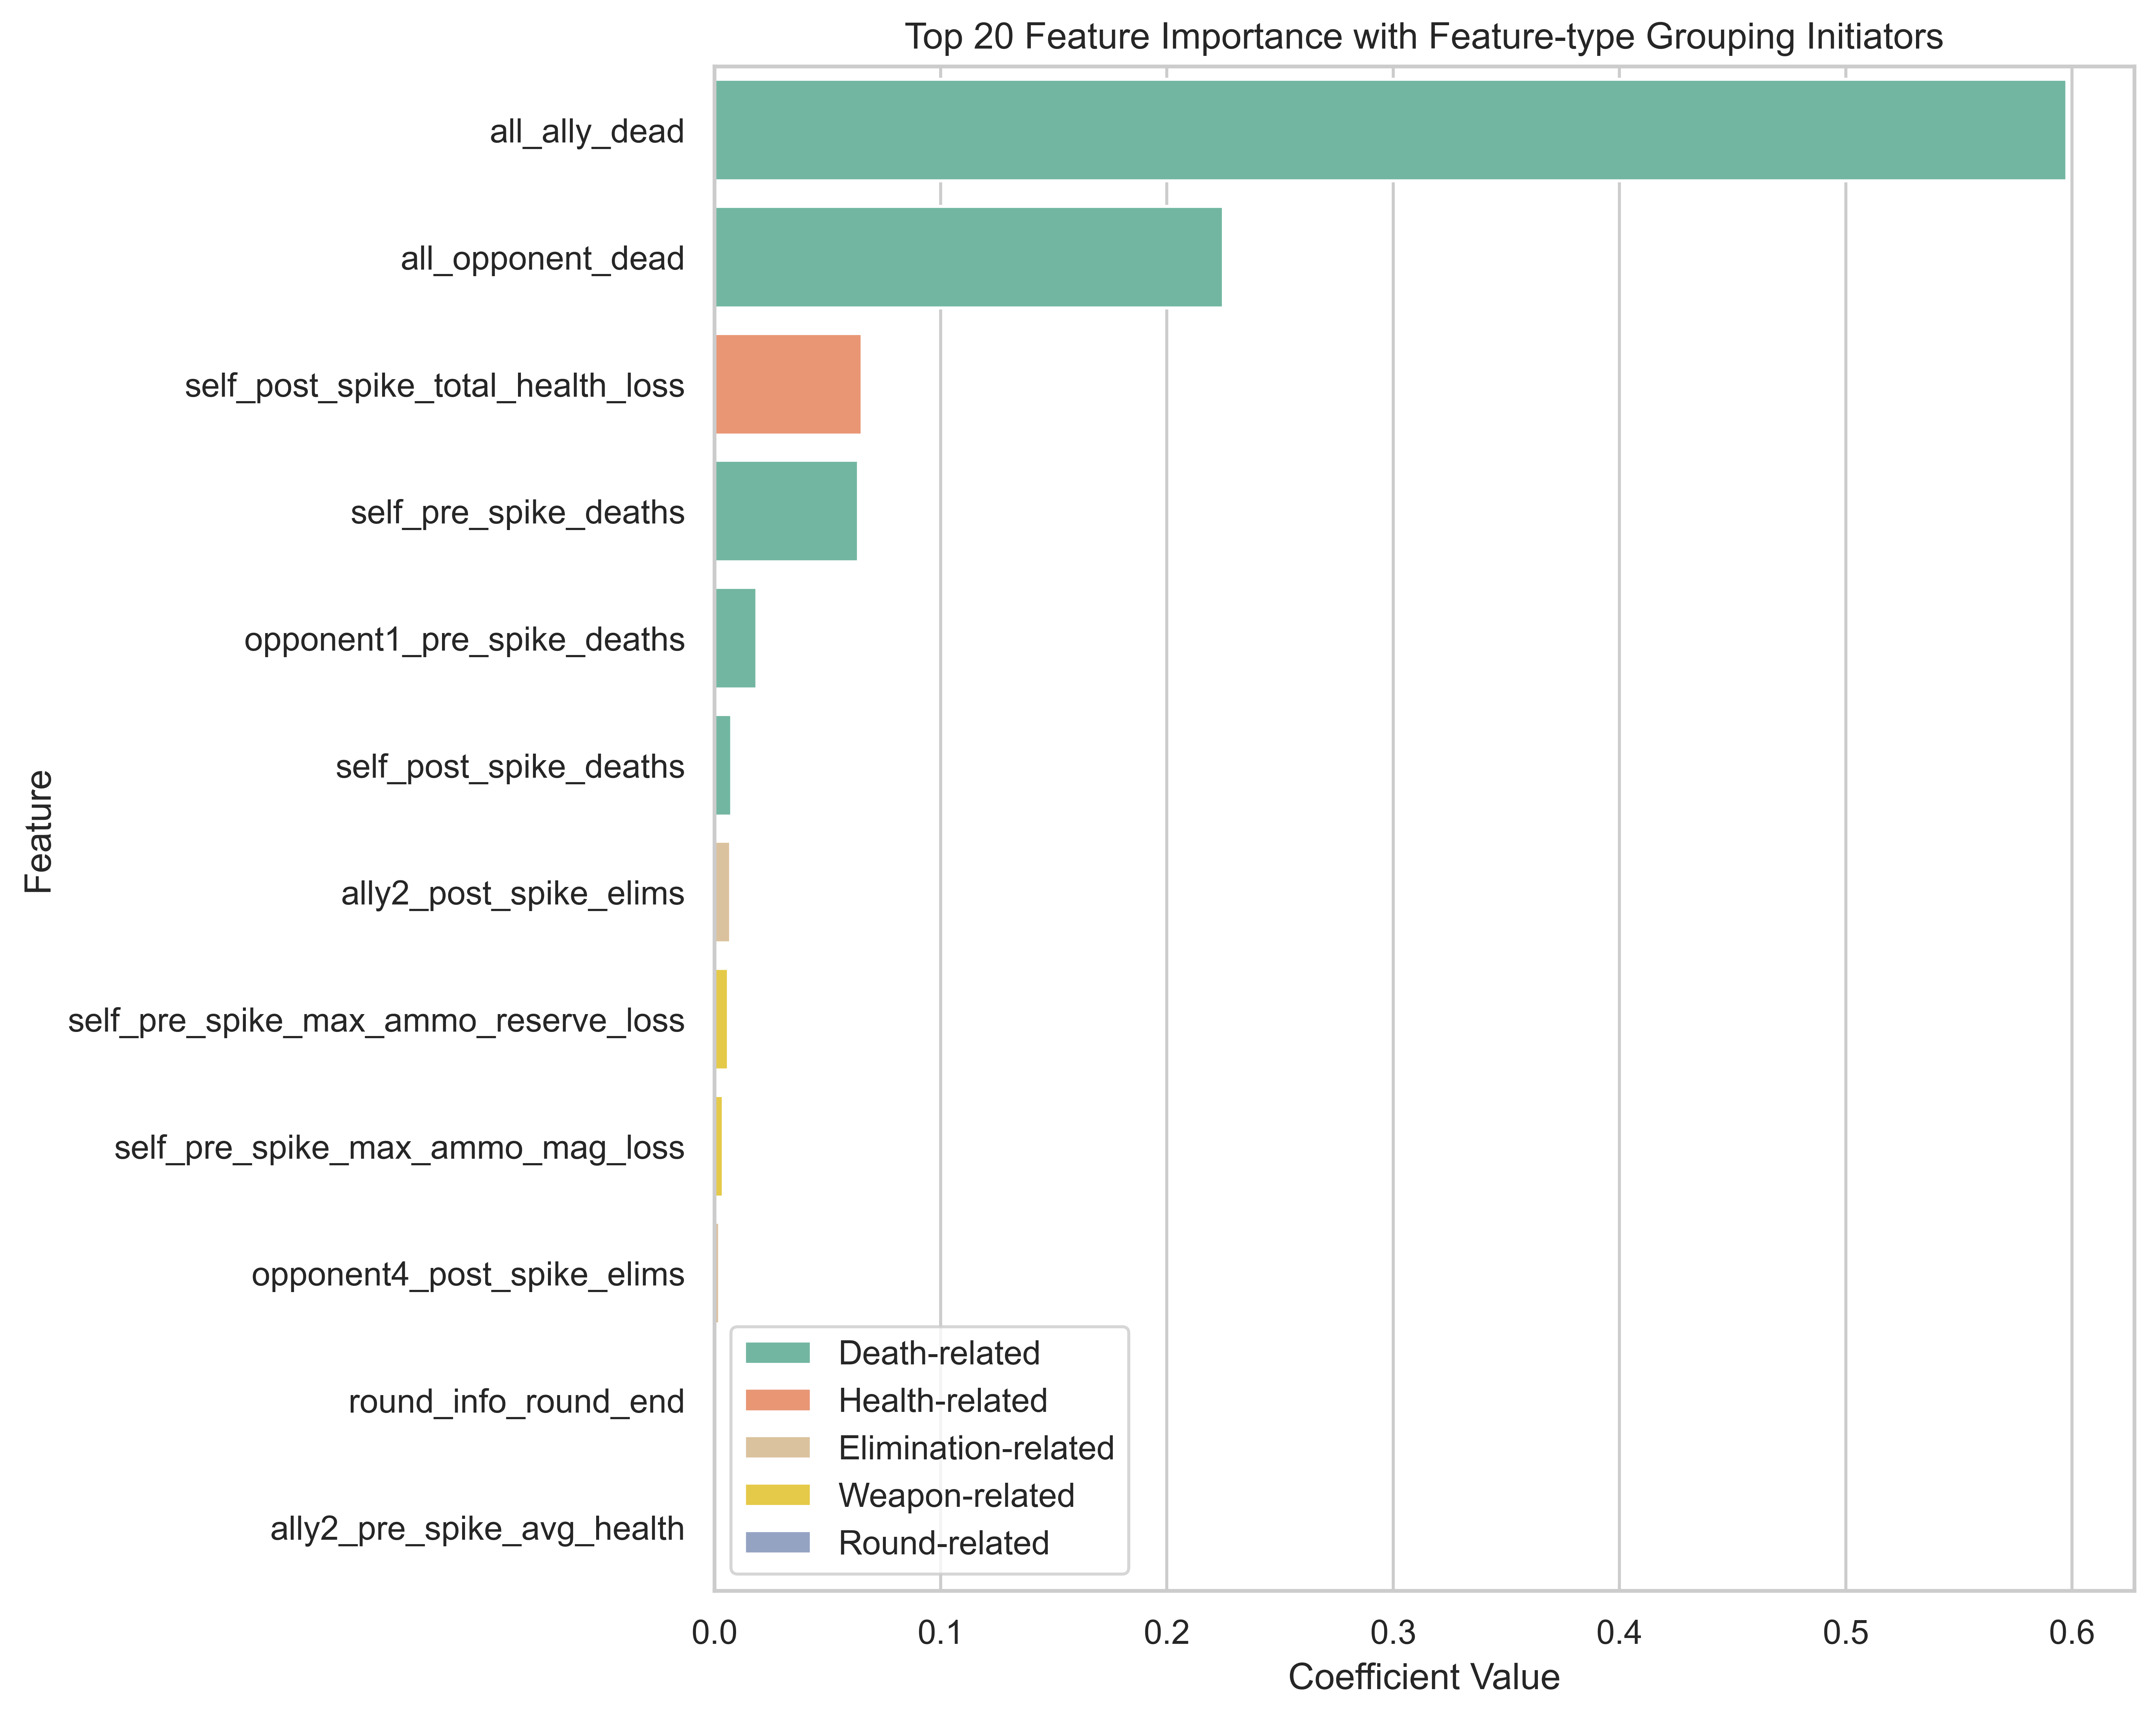 Top 20 Feature Importance with Feature-type Grouping Initiators
Feature
all_ally_dead
all_opponent_dead
self_post_spike_total_health_loss
self_pre_spike_deaths
opponent1_pre_spike_deaths
self_post_spike_deaths
ally2_post_spike_elims
self_pre_spike_max_ammo_reserve_loss
self_pre_spike_max_ammo_mag_loss
opponent4_post_spike_elims
round_info_round_end
ally2_pre_spike_avg_health
Death-related
Health-related
Elimination-related
Weapon-related
Round-related
0.0 0.1 0.2 0.3 0.4 0.5 0.6
Coefficient Value